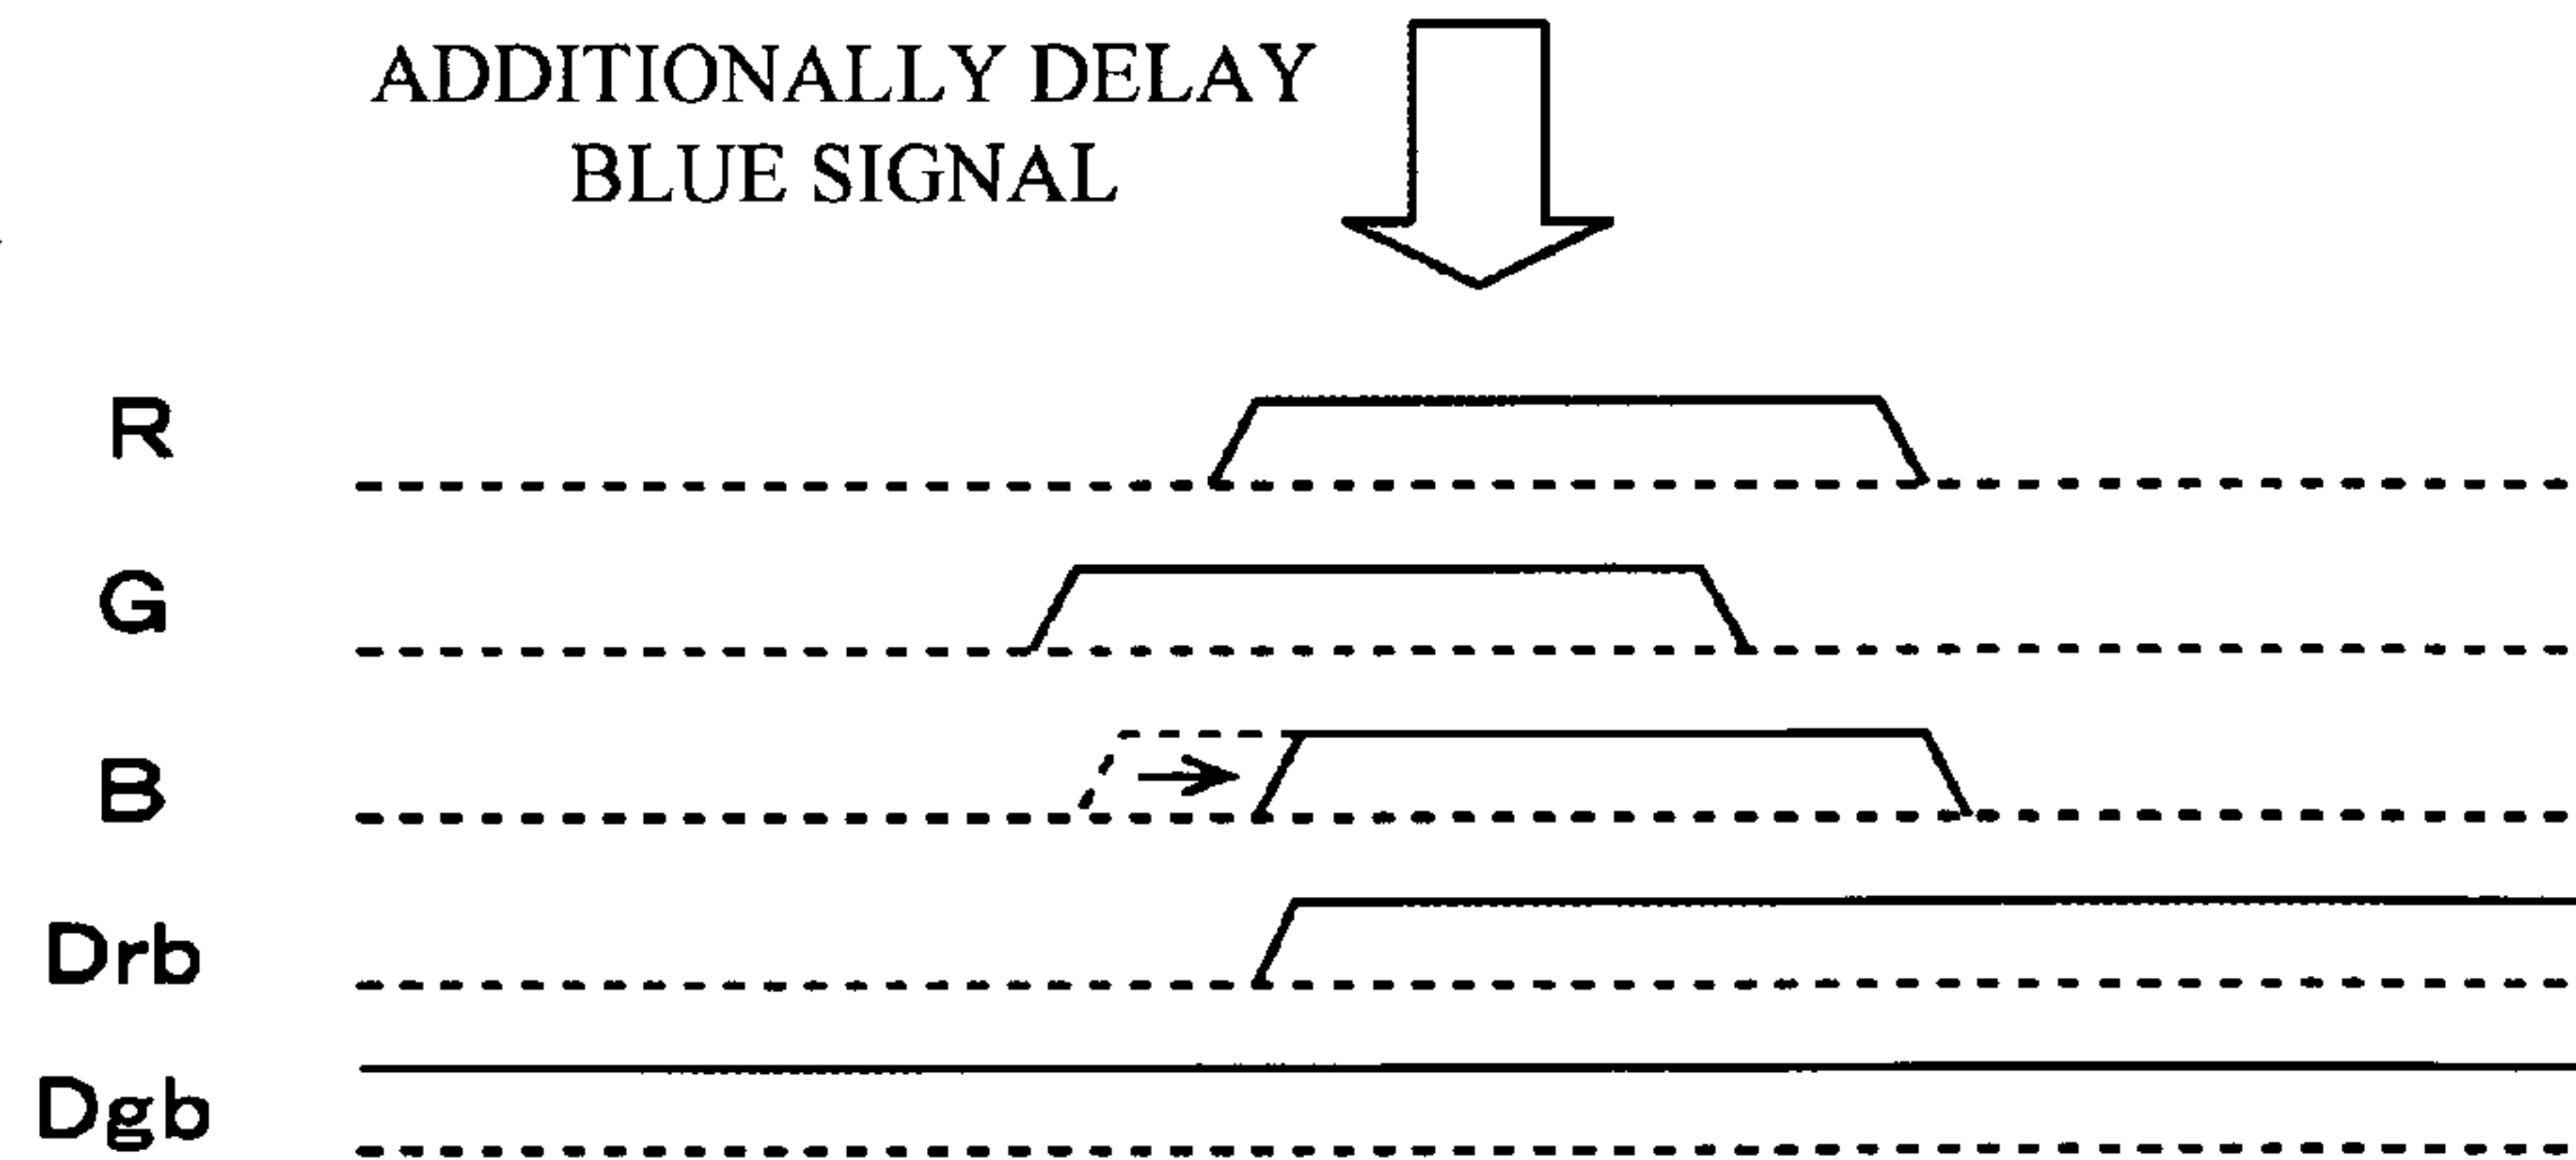 ADDITIONALLY DELAY
BLUE SIGNAL
R
G
B
Drb
Dgb